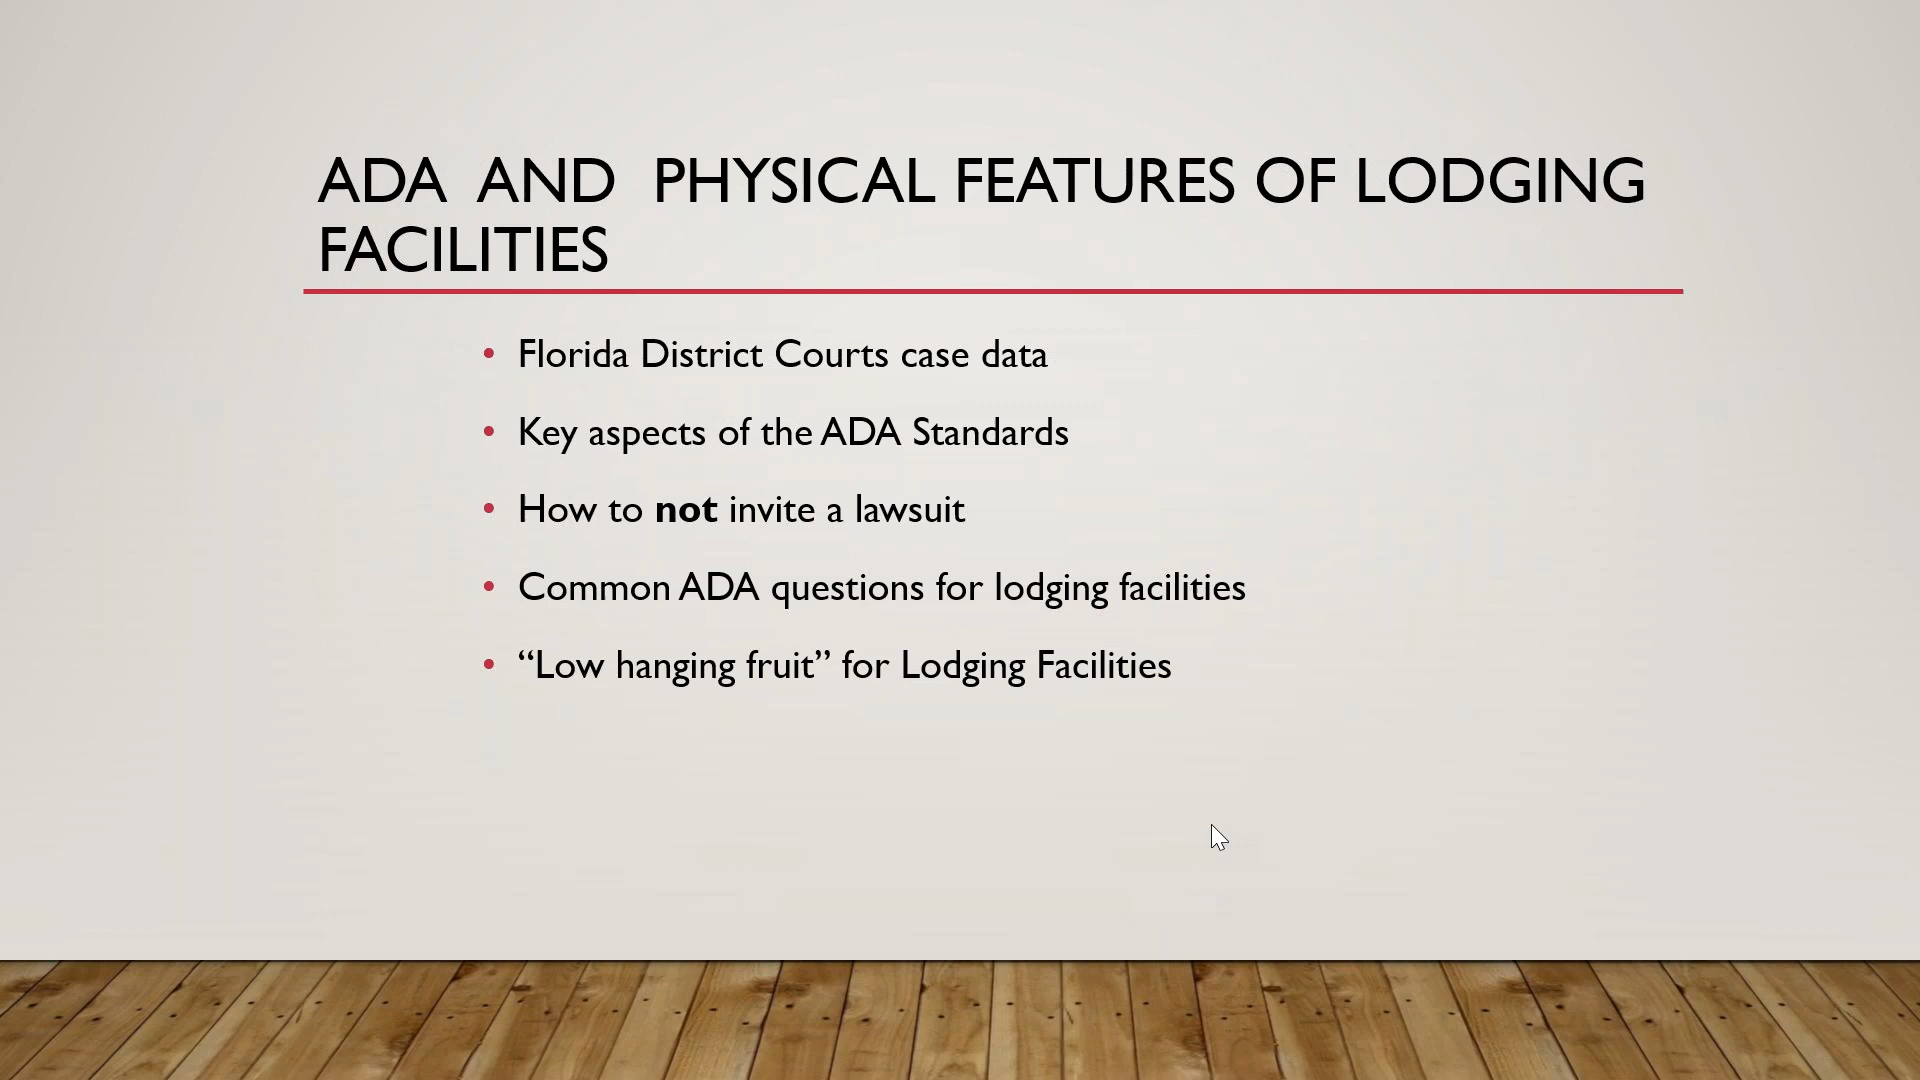 ADA AND PHYSICAL FEATURES OF LODGING
FACILITIES
• Florida District Courts case data
• Key aspects of the ADA Standards
• How to not invite a lawsuit
• Common ADA questions for lodging facilities
• “Low hanging fruit” for Lodging Facilities